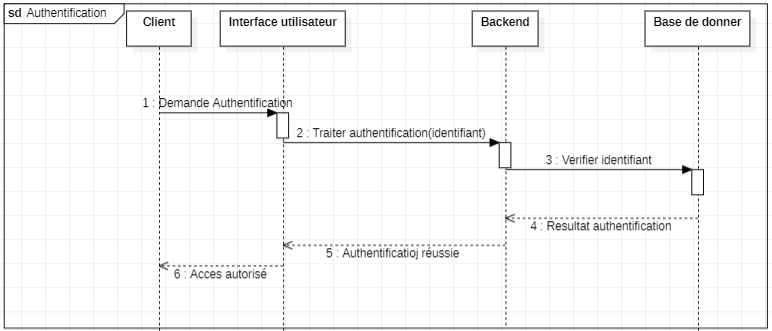 sd Authentification
Client
Interface utilisateur
Backend
Base de donner
1 : Demande Authentification
2 : Traiter authentification(identifiant)
3 : Verifier identifiant
4 : Resultat authentification
5 : Authentificatioj réussie
6 : Acces autorisé